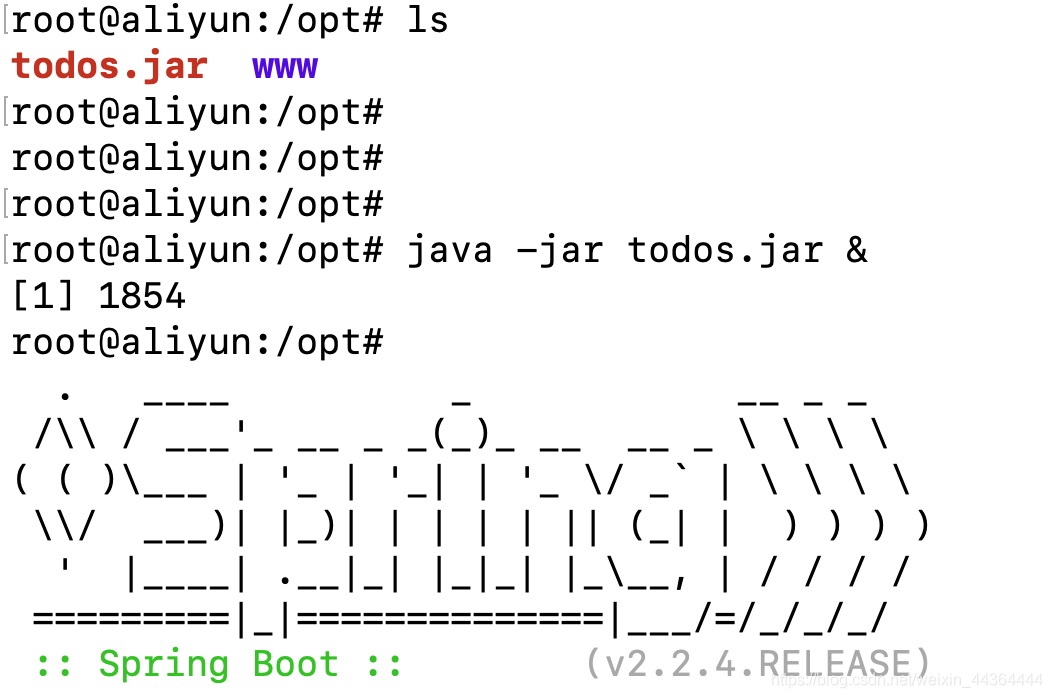 root@aliyun:/opt# ls
todos.jar  www
root@aliyun:/opt#
root@aliyun:/opt#
root@aliyun:/opt#
root@aliyun:/opt# java -jar todos.jar &
[1] 1854
root@aliyun:/opt#
  .   ____          _            __ _ _
 /\\ / ___'_ __ _ _(_)_ __  __ _ \ \ \ \
( ( )\___ | '_ | '_| | '_ \/ _` | \ \ \ \
 \\/  ___)| |_)| | | | | || (_| |  ) ) ) )
  '  |____| .__|_| |_|_| |_\__, | / / / /
 =========|_|==============|___/=/_/_/_/
 :: Spring Boot ::        (v2.2.4.RELEASE)
https://blog.csdn.net/weixin_44364444